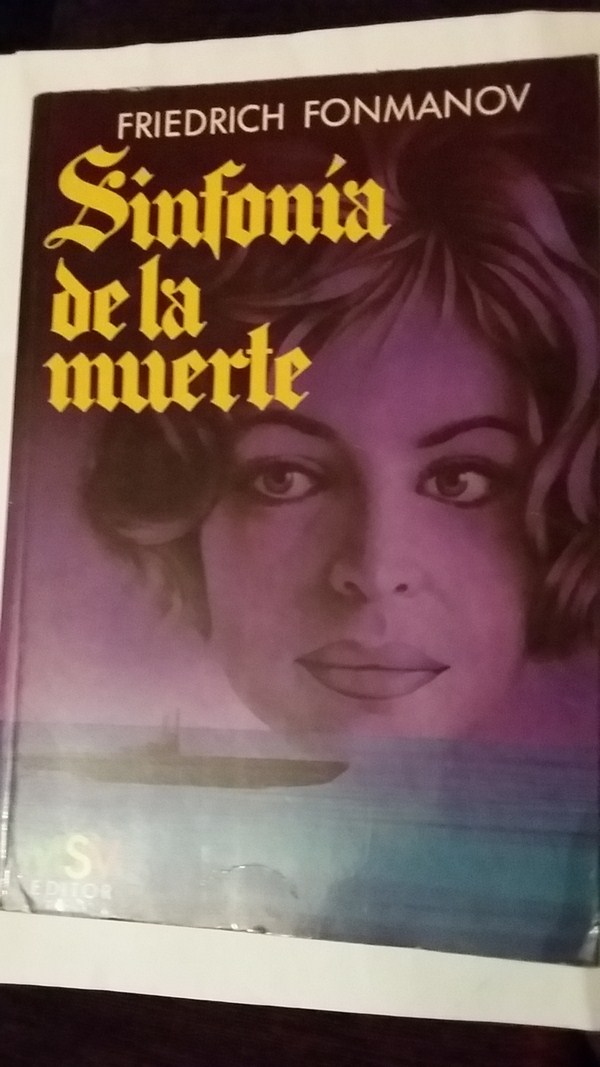 FRIEDRICH FONMANOV
Sinfonía
de la
muerte
EDITOR